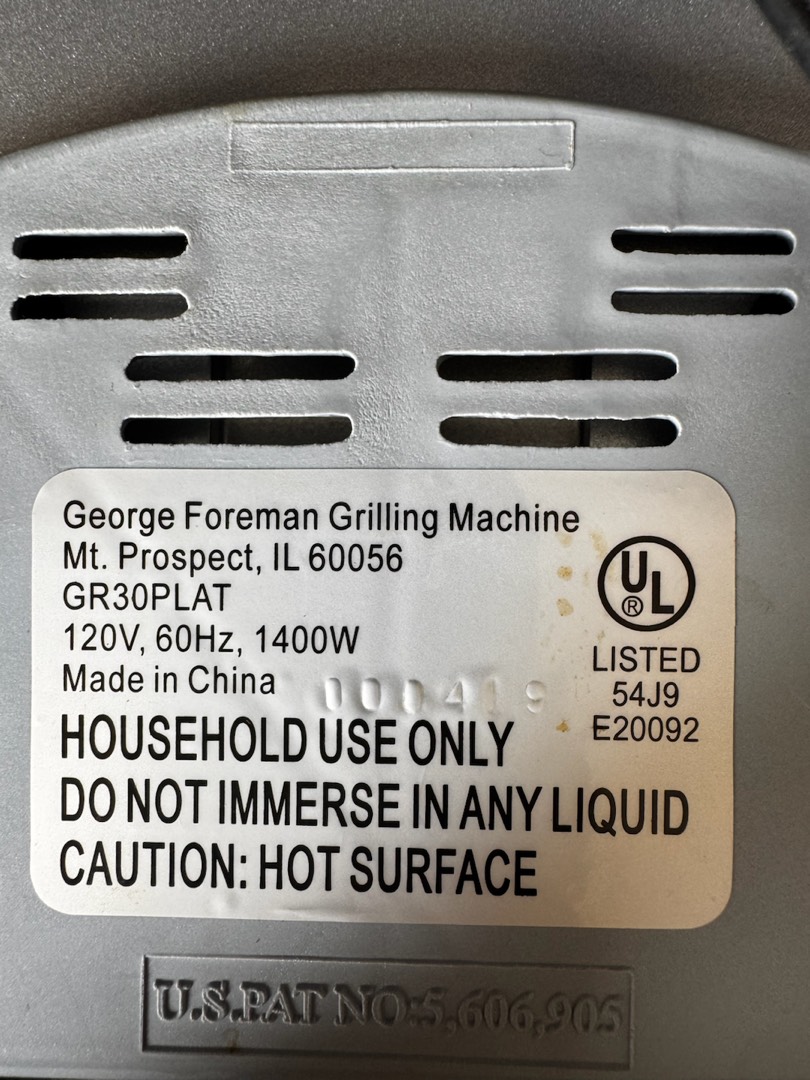 George Foreman Grilling Machine
Mt. Prospect, IL 60056
GR30PLAT
120V, 60Hz, 1400W
Made in China
000419
UL
®
LISTED
54J9
E20092
HOUSEHOLD USE ONLY
DO NOT IMMERSE IN ANY LIQUID
CAUTION: HOT SURFACE
U.S.PAT NO:5,606,905